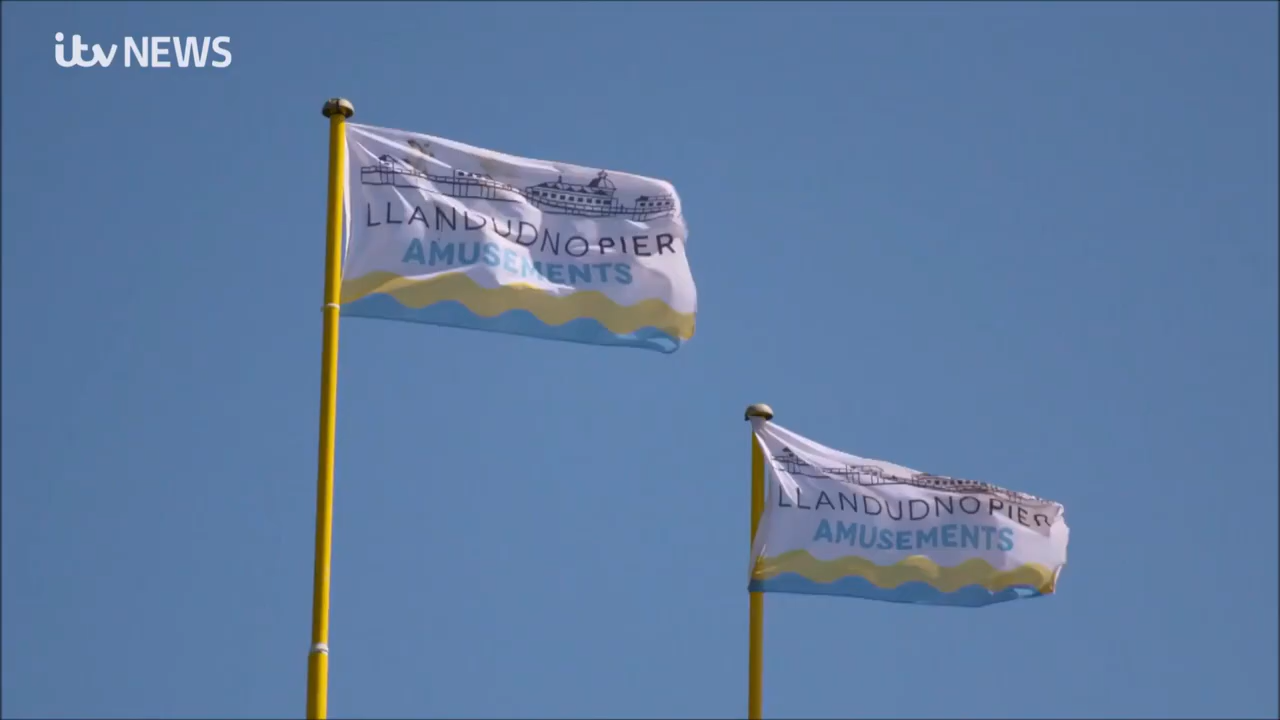 itv NEWS
LLANDUDNO PIER
AMUSEMENTS
LLANDUDNO PIER
AMUSEMENTS